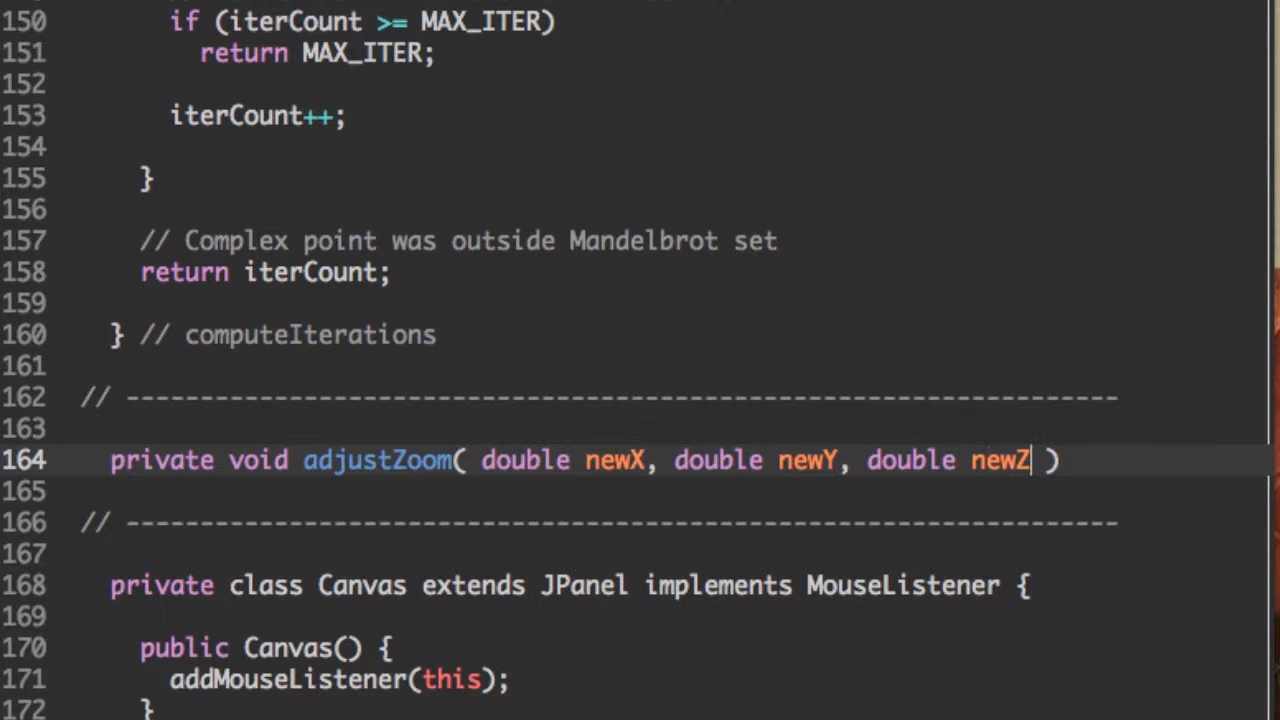 150 if (iterCount >= MAX_ITER)
151 return MAX_ITER;
152
153 iterCount++;
154
155 }
156
157 // Complex point was outside Mandelbrot set
158 return iterCount;
159
160 } // computeIterations
161
162 // -------------------------------------------------------------------
163
164 private void adjustZoom( double newX, double newY, double newZ )
165
166 // -------------------------------------------------------------------
167
168 private class Canvas extends JPanel implements MouseListener {
169
170 public Canvas() {
171 addMouseListener(this);
172 }